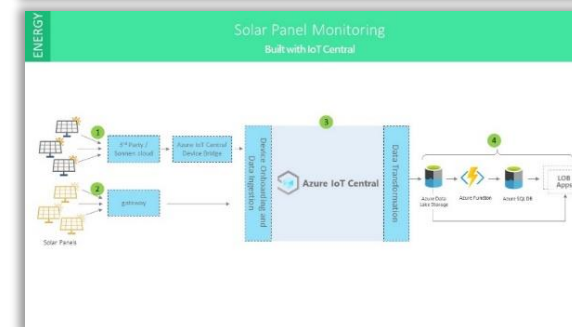 ENERGY
Solar Panel Monitoring
Built with IoT Central
1
3rd Party /
cloud
Azure IoT Central
Device Bridge
2
gateway
Solar Panels
Device Onboarding and
Data Ingestion
3
Azure IoT Central
Data Transformation
4
Azure Data
Lake Storage
Azure Function
Azure SQL DB
LOB
Apps